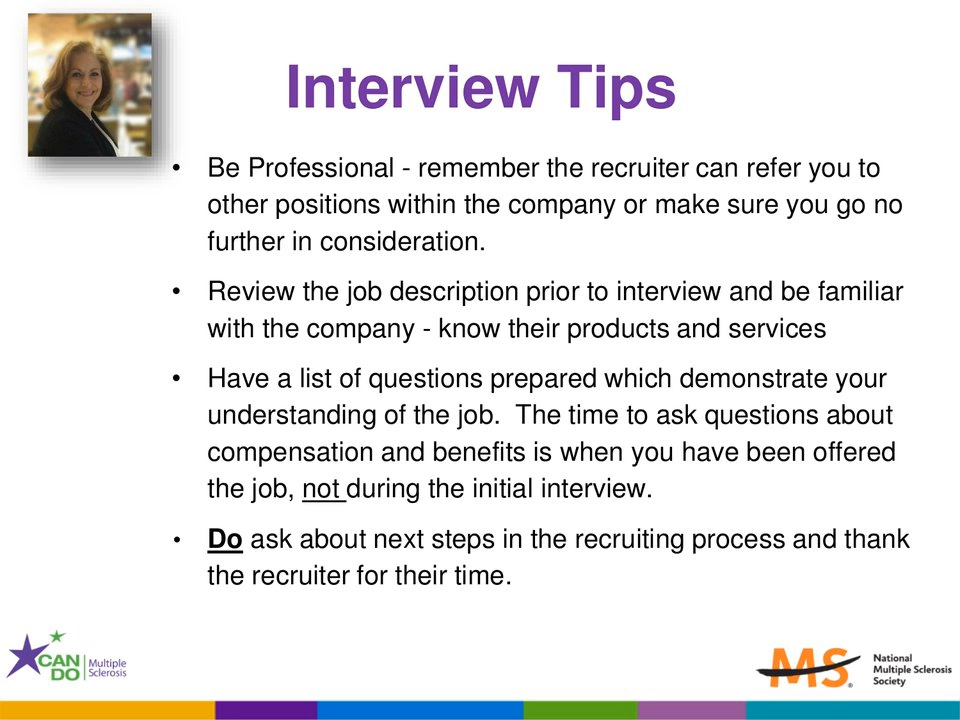 Interview Tips
• Be Professional - remember the recruiter can refer you to
other positions within the company or make sure you go no
further in consideration.
• Review the job description prior to interview and be familiar
with the company - know their products and services
• Have a list of questions prepared which demonstrate your
understanding of the job.  The time to ask questions about
compensation and benefits is when you have been offered
the job, not during the initial interview.
• Do ask about next steps in the recruiting process and thank
the recruiter for their time.
CAN
DO
Multiple
Sclerosis
MS®
National
Multiple Sclerosis
Society